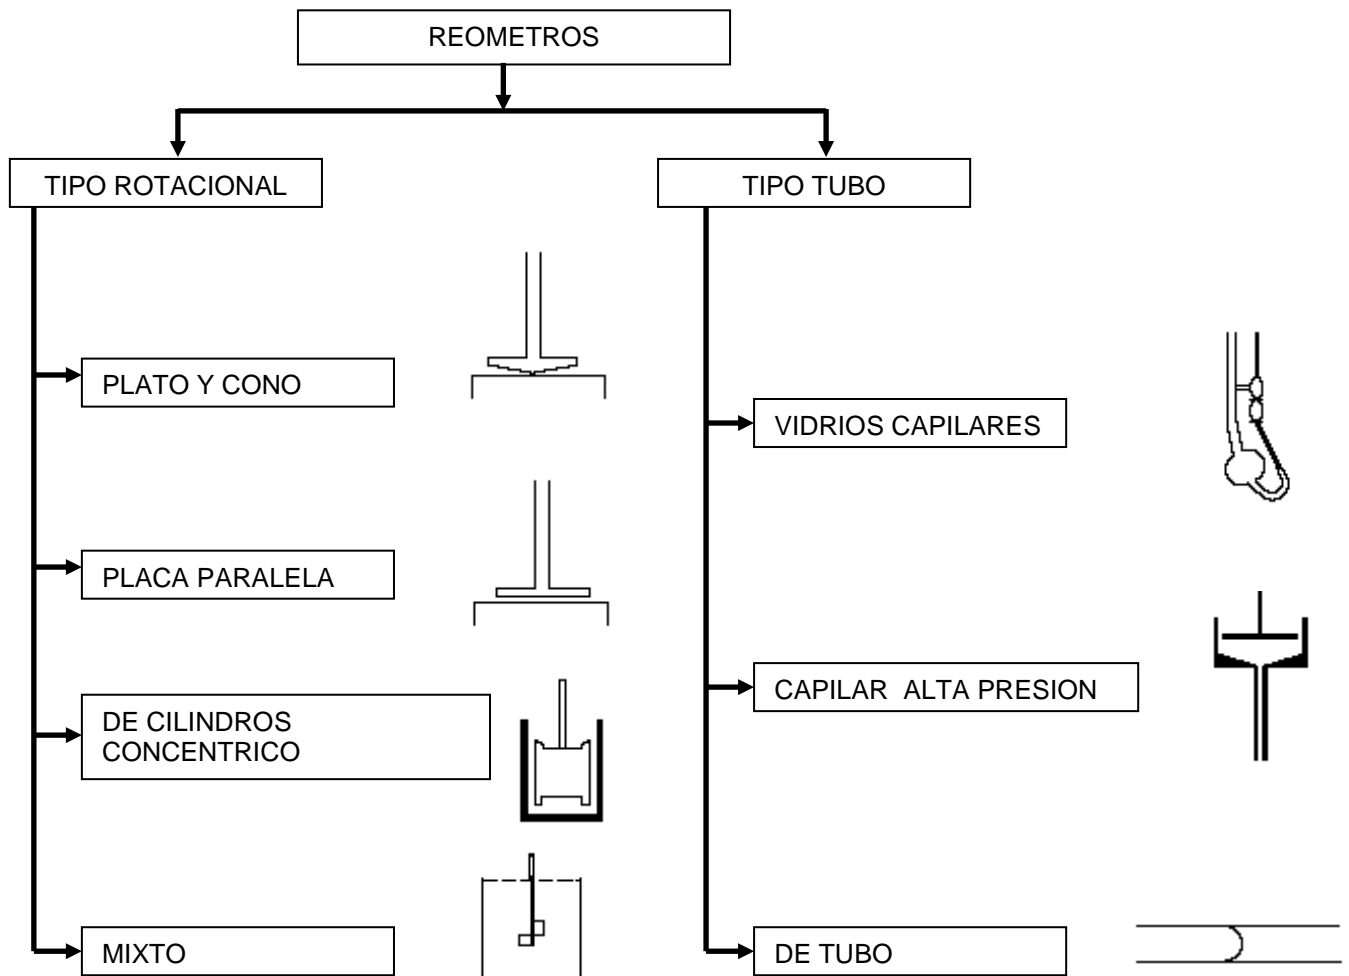 REOMETROS
TIPO ROTACIONAL
TIPO TUBO
PLATO Y CONO
PLACA PARALELA
DE CILINDROS
CONCENTRICO
MIXTO
VIDRIOS CAPILARES
CAPILAR ALTA PRESION
DE TUBO